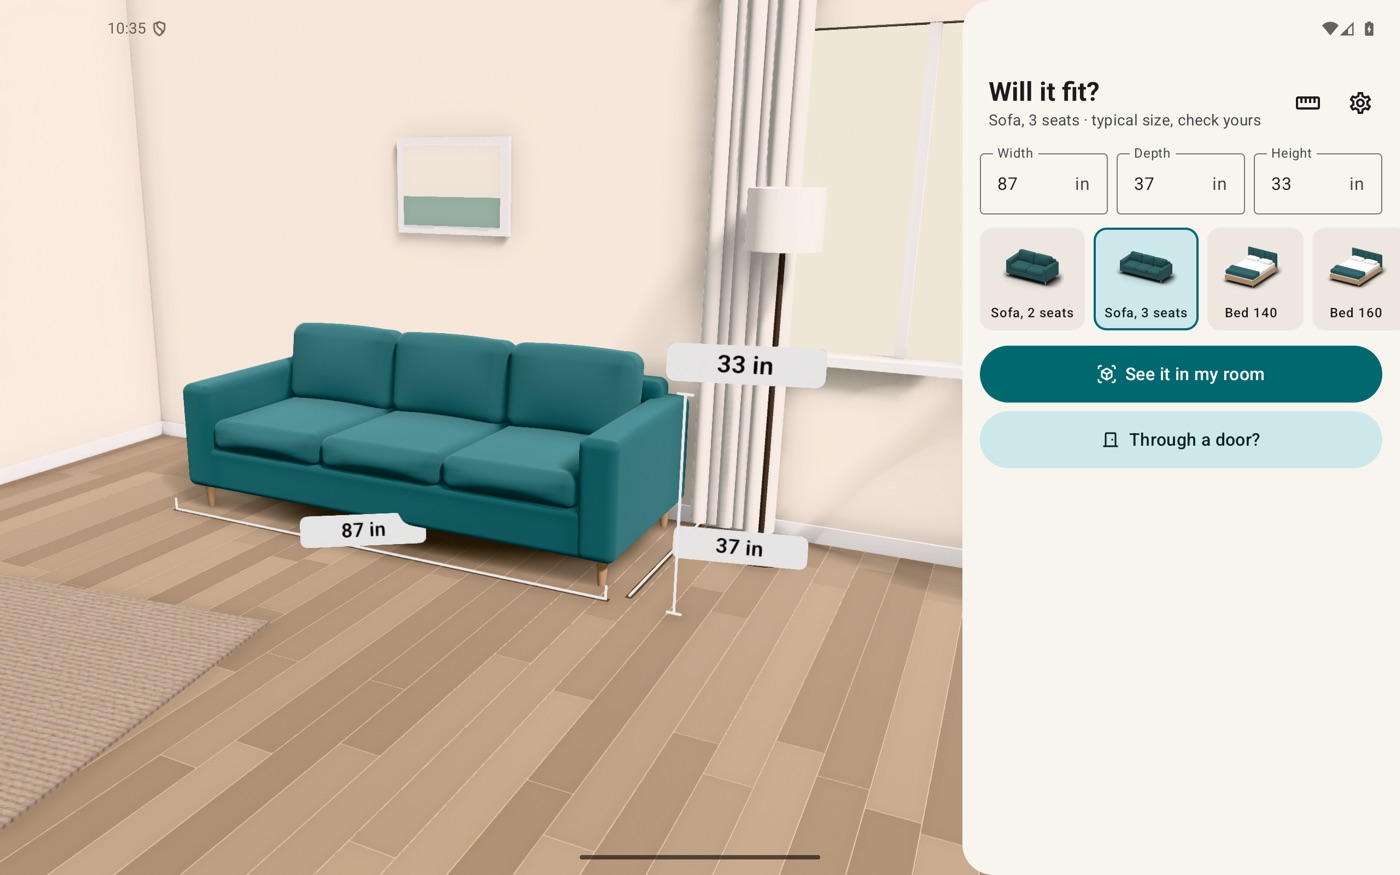 10:35
Will it fit?
Sofa, 3 seats · typical size, check yours
Width
Depth
Height
87 in
37 in
33 in
Sofa, 2 seats
Sofa, 3 seats
Bed 140
Bed 160
See it in my room
Through a door?
33 in
87 in
37 in